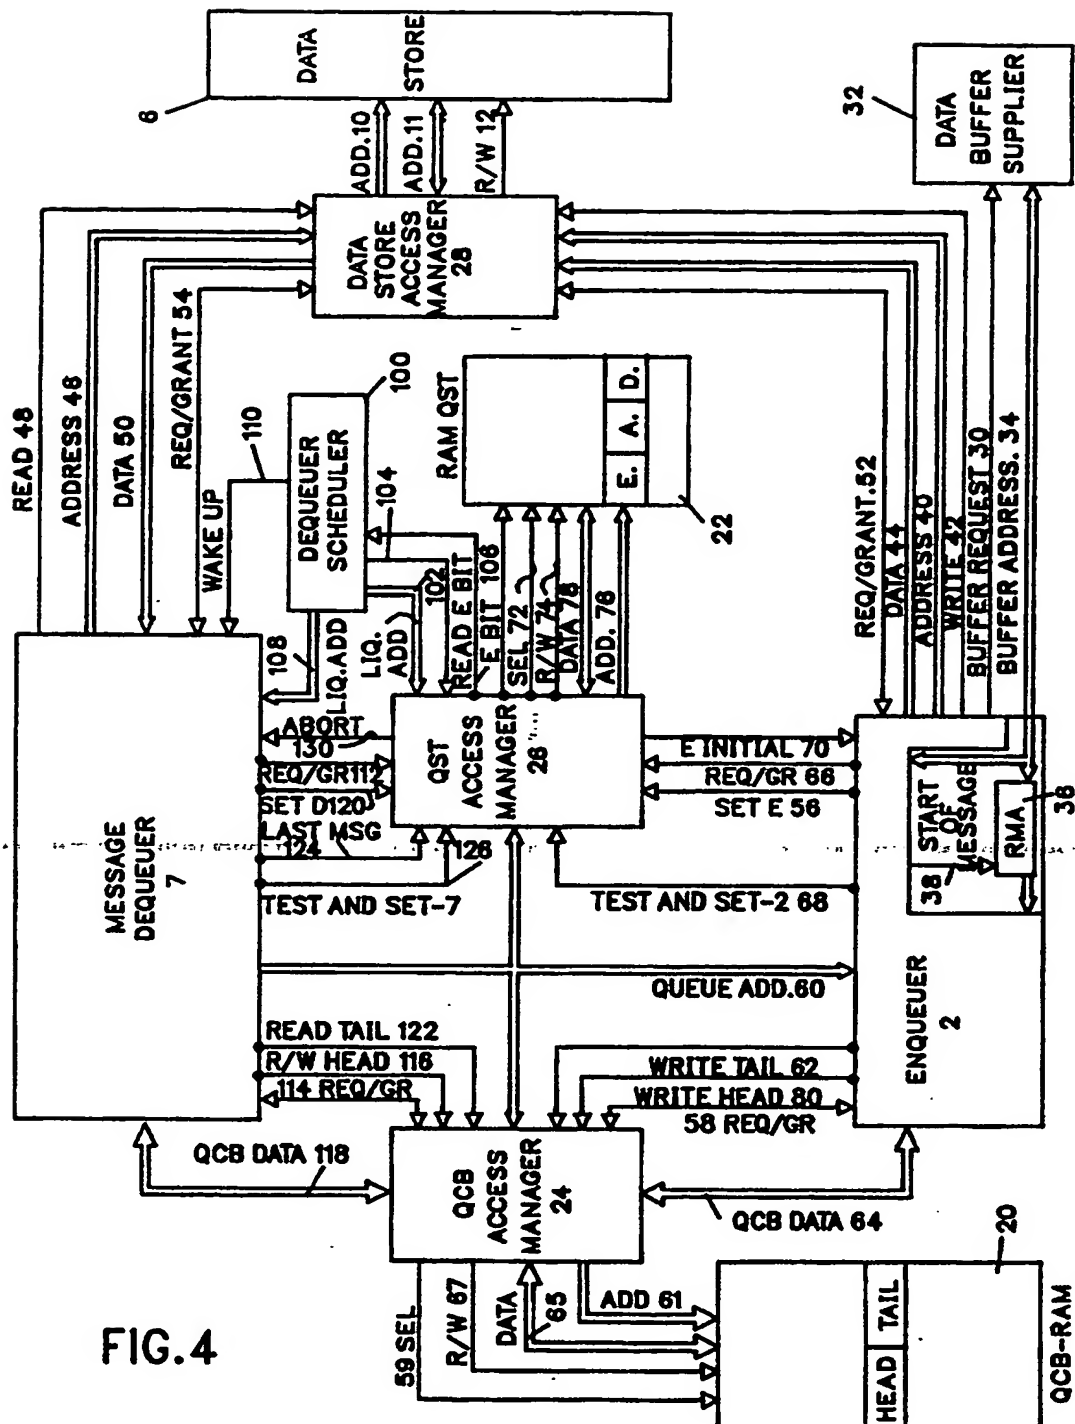 DATA
STORE
6
ADD.10
ADD.11
R/W 12
DATA
STORE
ACCESS
MANAGER
28
32
DATA
BUFFER
SUPPLIER
READ 48
ADDRESS 46
DATA 50
REQ/GRANT 54
WAKE UP
110
DEQUEUER
SCHEDULER
100
104
102
108
LIQ.ADD
LIQ.
ADD
READ E BIT
E BIT 106
SEL 72
R/W 74
DATA 78
ADD. 76
RAM QST
E. A. D.
22
REQ/GRANT.52
DATA 44
ADDRESS 40
WRITE 42
BUFFER REQUEST 30
BUFFER ADDRESS. 34
MESSAGE
DEQUEUER
7
ABORT
130
REQ/GR112
SET D120
LAST MSG
124
126
TEST AND SET-7
QST
ACCESS
MANAGER
26
E INITIAL 70
REQ/GR 66
SET E 56
TEST AND SET-2 68
START
OF
MESSAGE
38
RMA
36
QUEUE ADD.60
ENQUEUER
2
READ TAIL 122
R/W HEAD 116
114 REQ/GR
WRITE TAIL 62
WRITE HEAD 80
58 REQ/GR
QCB DATA 118
QCB
ACCESS
MANAGER
24
QCB DATA 64
59 SEL
R/W 67
DATA
65
ADD 61
20
HEAD TAIL
QCB-RAM
FIG.4